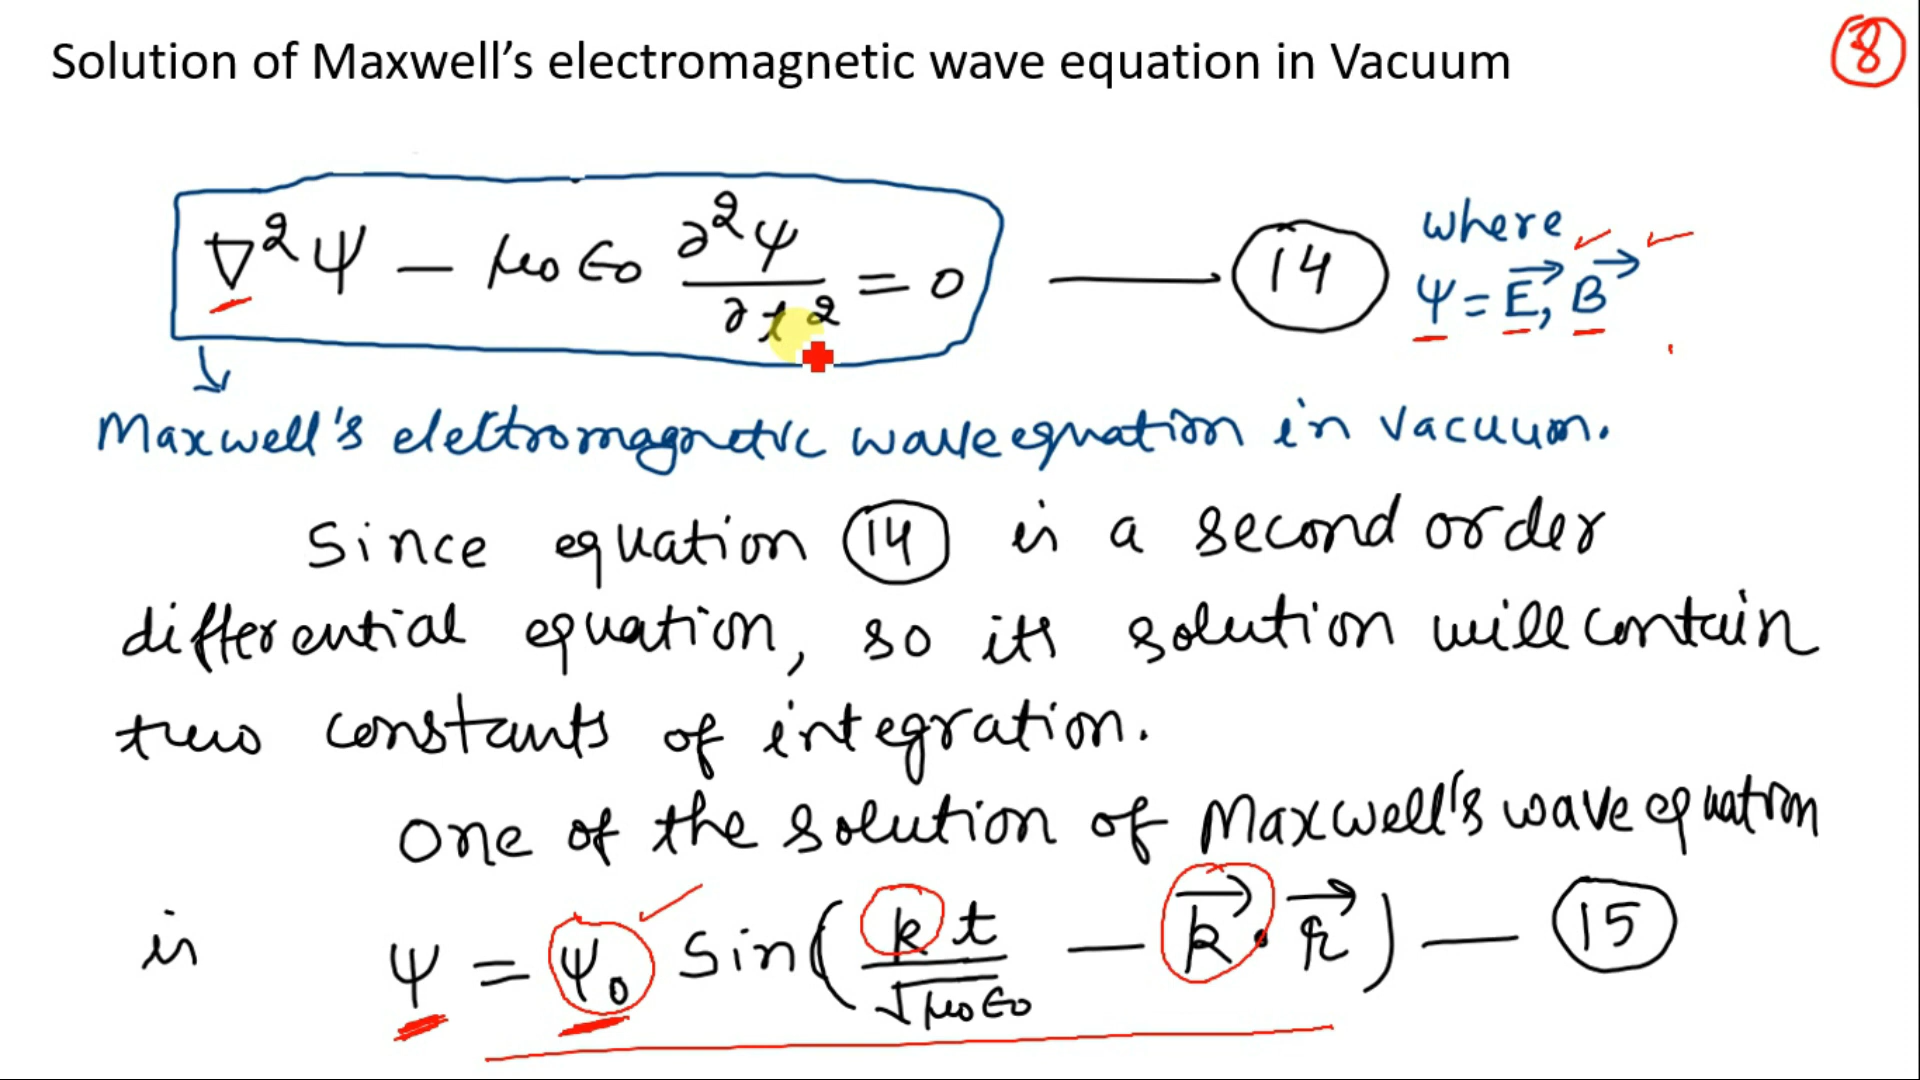 Solution of Maxwell's electromagnetic wave equation in Vacuum
8
∇²Ψ − μ₀ϵ₀ ∂²Ψ/∂t² = 0 — 14
where
Ψ = E⃗, B⃗
Maxwell's electromagnetic wave equation in vacuum.
Since equation 14 is a second order
differential equation, so its solution will contain
two constants of integration.
One of the solution of Maxwell's wave equation
is Ψ = Ψ₀ Sin(kt/√μ₀ϵ₀ − k⃗·r⃗) — 15